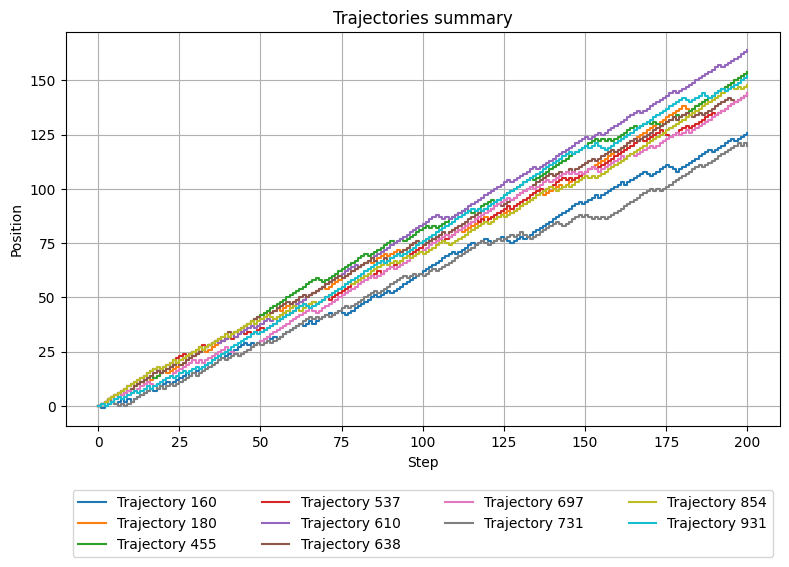 Trajectories summary
Position
150
125
100
75
50
25
0
0 25 50 75 100 125 150 175 200
Step
Trajectory 160 Trajectory 537 Trajectory 697 Trajectory 854
Trajectory 180 Trajectory 610 Trajectory 731 Trajectory 931
Trajectory 455 Trajectory 638